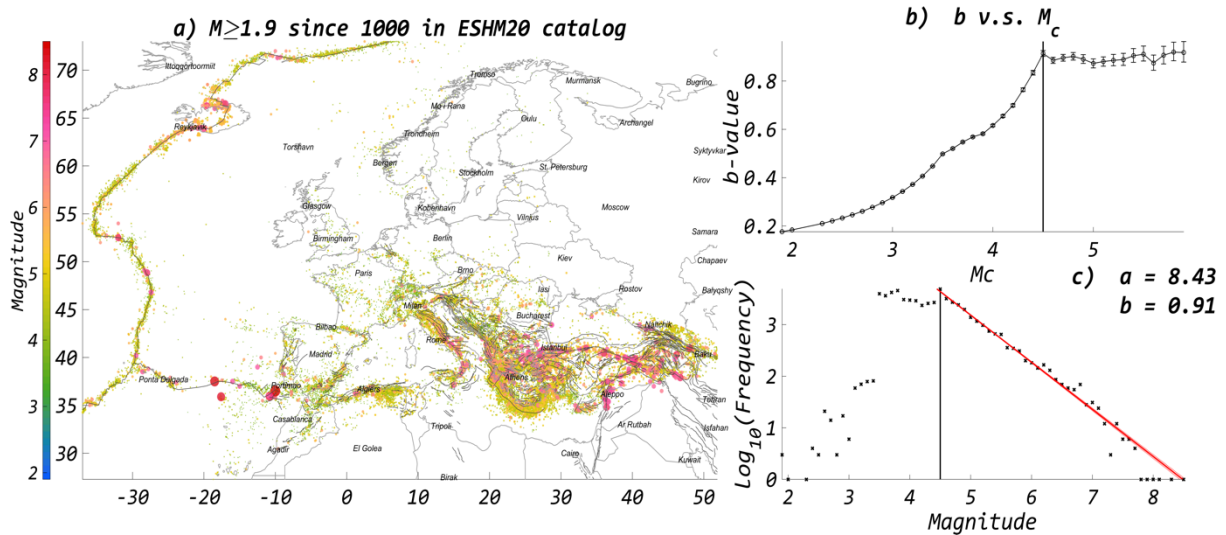 a) M≥1.9 since 1000 in ESHM20 catalog
Magnitude
8
7
6
5
4
3
2
70
65
60
55
50
45
40
35
30
-30
-20
-10
0
10
20
30
40
50
Ittoqqortoormiit
Reykjavik
Torshavn
Tromso
Murmansk
Bugrino
Mo i Rana
Oulu
Archangel
Trondheim
Bergen
Syktyvkar
St. Petersburg
Stockholm
Kirov
Glasgow
Kobenhavn
Vilnius
Moscow
Birmingham
Berlin
Samara
Kiev
Chapaev
Paris
Brno
Iasi
Rostov
Balyqshy
Milan
Bucharest
Nalchik
Bilbao
Rome
Istanbul
Baku
Madrid
Ponta Delgada
Portimao
Algiers
Athens
Aleppo
Totiran
Casablanca
Tripoli
Ar Rutbah
Isfahan
Agadir
El Golea
Cairo
Kuwait
Birak
b) b v.s. Mc
b-value
0.8
0.6
0.4
0.2
2
3
4
5
Mc
c) a = 8.43
b = 0.91
log10(Frequency)
3
2
1
0
2
3
4
5
6
7
8
Magnitude